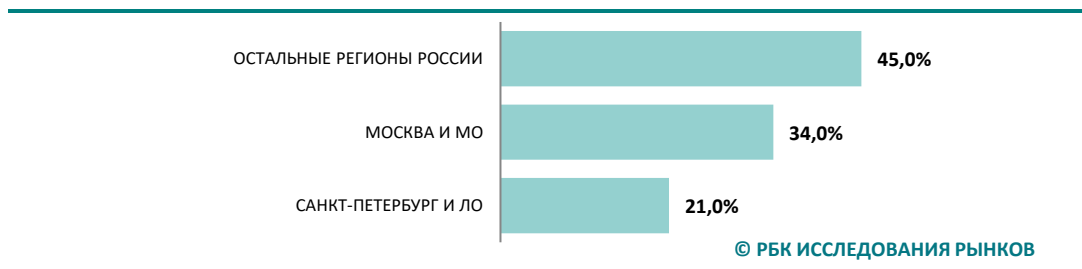 ОСТАЛЬНЫЕ РЕГИОНЫ РОССИИ 45,0%
МОСКВА И МО 34,0%
САНКТ-ПЕТЕРБУРГ И ЛО 21,0%
© РБК ИССЛЕДОВАНИЯ РЫНКОВ